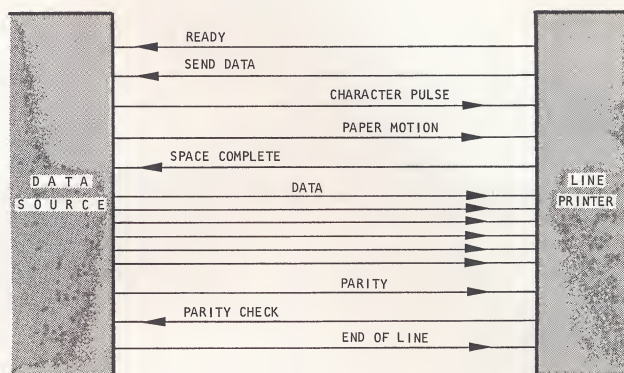 READY
SEND DATA
CHARACTER PULSE
PAPER MOTION
SPACE COMPLETE
DATA
SOURCE
DATA
LINE
PRINTER
PARITY
PARITY CHECK
END OF LINE